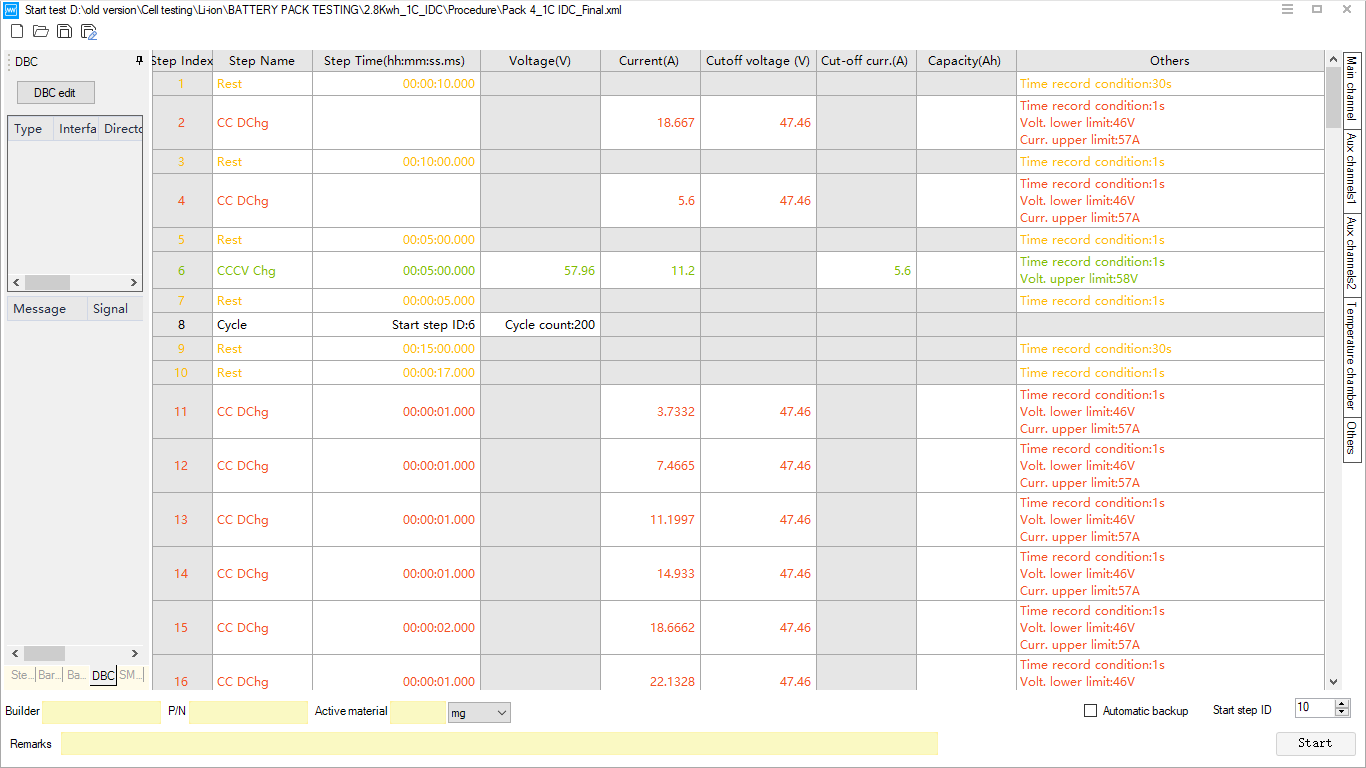 Start test D:\old version\Cell testing\Li-ion\BATTERY PACK TESTING\2.8Kwh_1C_IDC\Procedure\Pack 4_1C IDC_Final.xml
DBC
DBC edit
Type Interfa Directo
Message Signal
Ste... Bar... Ba... DBC SM...
Step Index Step Name Step Time(hh:mm:ss.ms) Voltage(V) Current(A) Cutoff voltage (V) Cut-off curr.(A) Capacity(Ah) Others
1 Rest 00:00:10.000 Time record condition:30s
2 CC DChg 18.667 47.46 Time record condition:1s
Volt. lower limit:46V
Curr. upper limit:57A
3 Rest 00:10:00.000 Time record condition:1s
4 CC DChg 5.6 47.46 Time record condition:1s
Volt. lower limit:46V
Curr. upper limit:57A
5 Rest 00:05:00.000 Time record condition:1s
6 CCCV Chg 00:05:00.000 57.96 11.2 5.6 Time record condition:1s
Volt. upper limit:58V
7 Rest 00:00:05.000 Time record condition:1s
8 Cycle Start step ID:6 Cycle count:200
9 Rest 00:15:00.000 Time record condition:30s
10 Rest 00:00:17.000 Time record condition:1s
11 CC DChg 00:00:01.000 3.7332 47.46 Time record condition:1s
Volt. lower limit:46V
Curr. upper limit:57A
12 CC DChg 00:00:01.000 7.4665 47.46 Time record condition:1s
Volt. lower limit:46V
Curr. upper limit:57A
13 CC DChg 00:00:01.000 11.1997 47.46 Time record condition:1s
Volt. lower limit:46V
Curr. upper limit:57A
14 CC DChg 00:00:01.000 14.933 47.46 Time record condition:1s
Volt. lower limit:46V
Curr. upper limit:57A
15 CC DChg 00:00:02.000 18.6662 47.46 Time record condition:1s
Volt. lower limit:46V
Curr. upper limit:57A
16 CC DChg 00:00:01.000 22.1328 47.46 Time record condition:1s
Volt. lower limit:46V
Main channel
Aux channels1
Aux channels2
Temperature chamber
Others
Builder P/N Active material mg Automatic backup Start step ID 10
Remarks Start